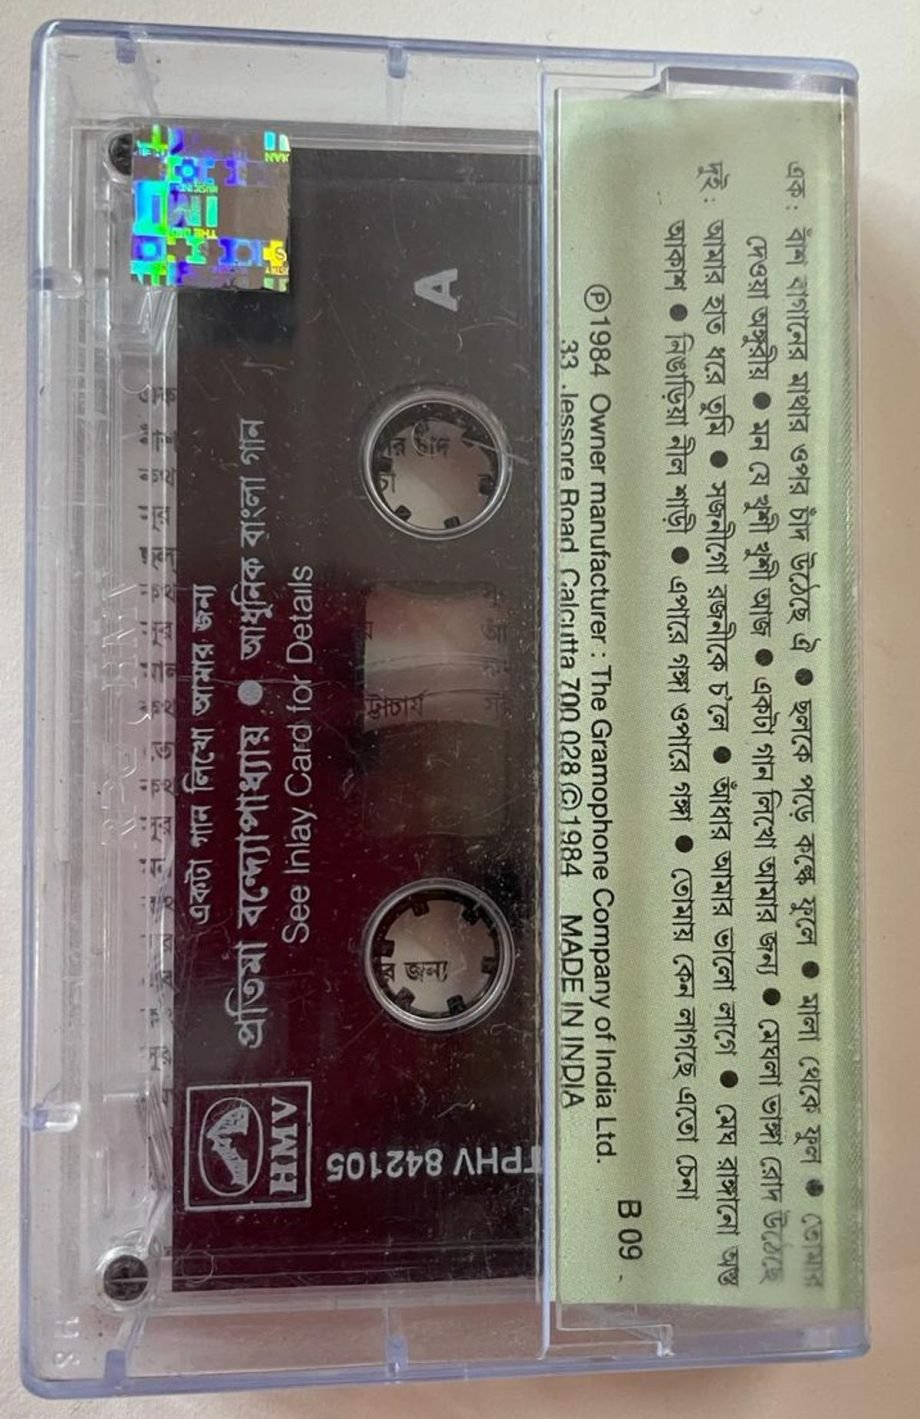 একটা গান লিখো আমার জন্য
প্রতিমা বন্দ্যোপাধ্যায় ● আধুনিক বাংলা গান
See Inlay Card for Details
A
HMV
TPHV 842105
এক: বাঁশ বাগানের মাথার ওপর চাঁদ উঠেছে ঐ ● ছলকে পড়ে কল্কে ফুলে ● মালা থেকে ফুল ● তোমার
দেওয়া অঙ্গুরীয় ● মন যে খুশী খুশী আজ ● একটা গান লিখো আমার জন্য ● মেঘলা ভাঙ্গা রোদ উঠেছে
দুই: আমার হাত ধরে তুমি ● সজনীগো রজনীকে চ'লে ● আঁধার আমার ভালো লাগে ● মেঘ রাঙ্গানো অস্ত
আকাশ ● নিঙাড়িয়া নীল শাড়ী ● এপারে গঙ্গা ওপারে গঙ্গা ● তোমায় কেন লাগছে এতো চেনা
B 09
Ⓟ1984 Owner manufacturer : The Gramophone Company of India Ltd.
33 Jessore Road Calcutta 700 028 ©1984 MADE IN INDIA